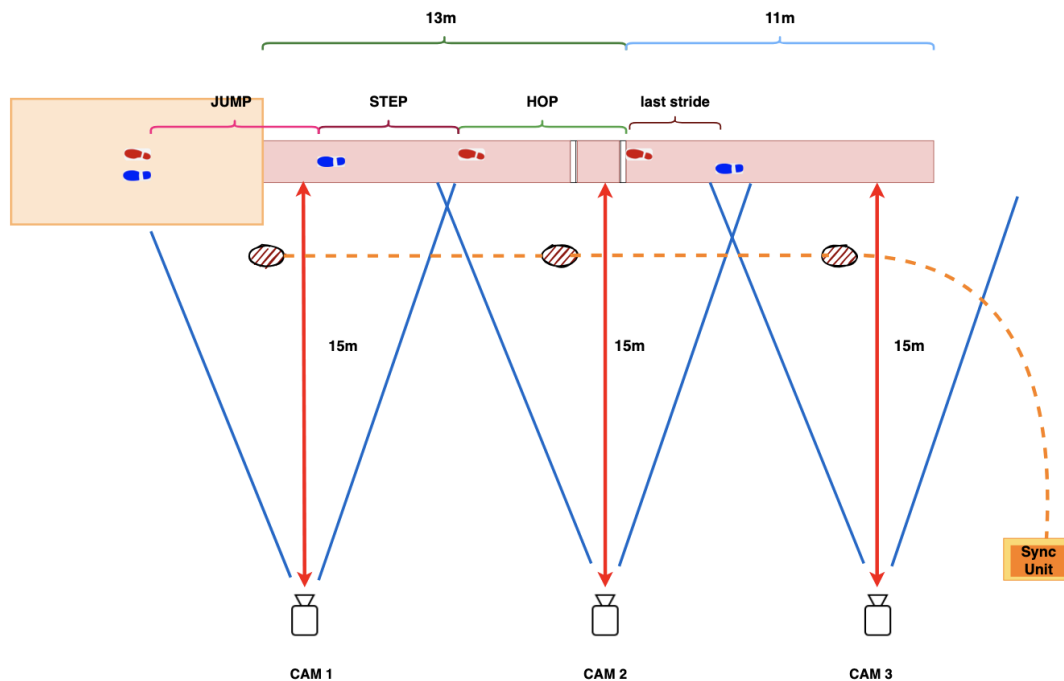 13m
11m
JUMP
STEP
HOP
last stride
15m
15m
15m
Sync
Unit
CAM 1
CAM 2
CAM 3